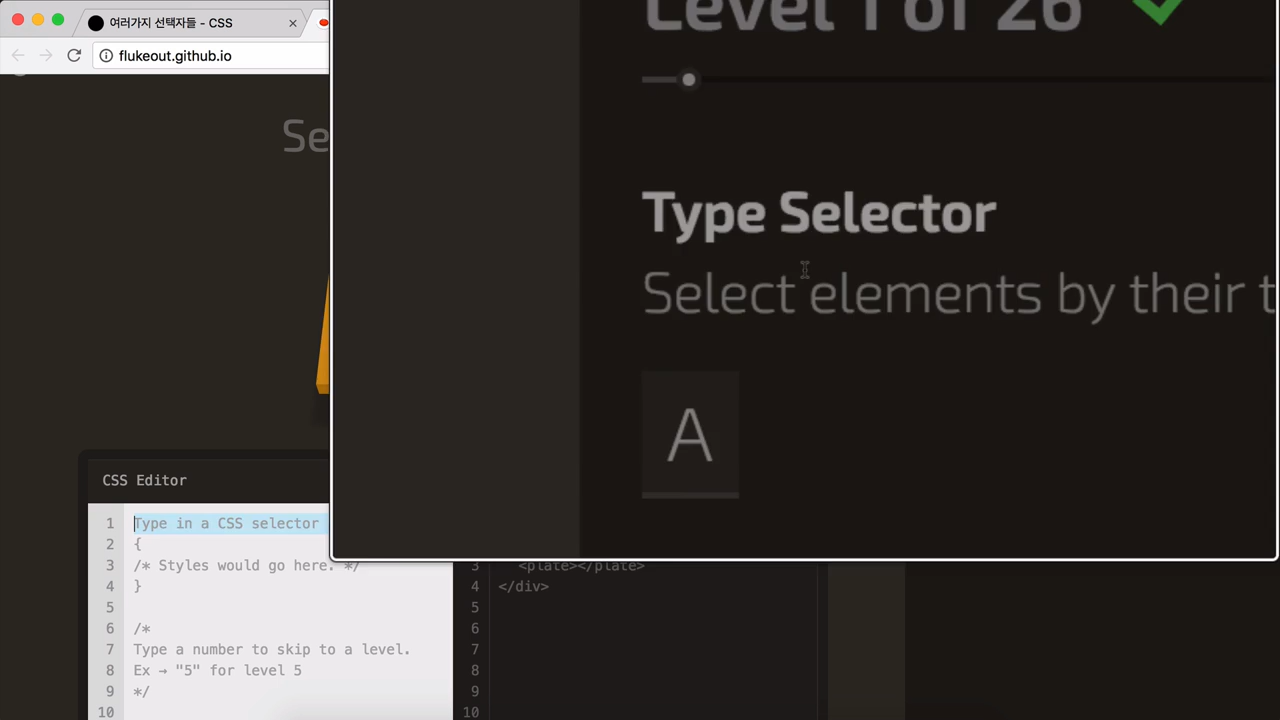 여러가지 선택자들 - CSS
flukeout.github.io
Level 1 of 26
Type Selector
Select elements by their t
A
Se
CSS Editor
1 Type in a CSS selector
2 {
3 /* Styles would go here. */
4 }
5
6 /*
7 Type a number to skip to a level.
8 Ex → "5" for level 5
9 */
10
3 <plate></plate>
4 </div>
5
6
7
8
9
10